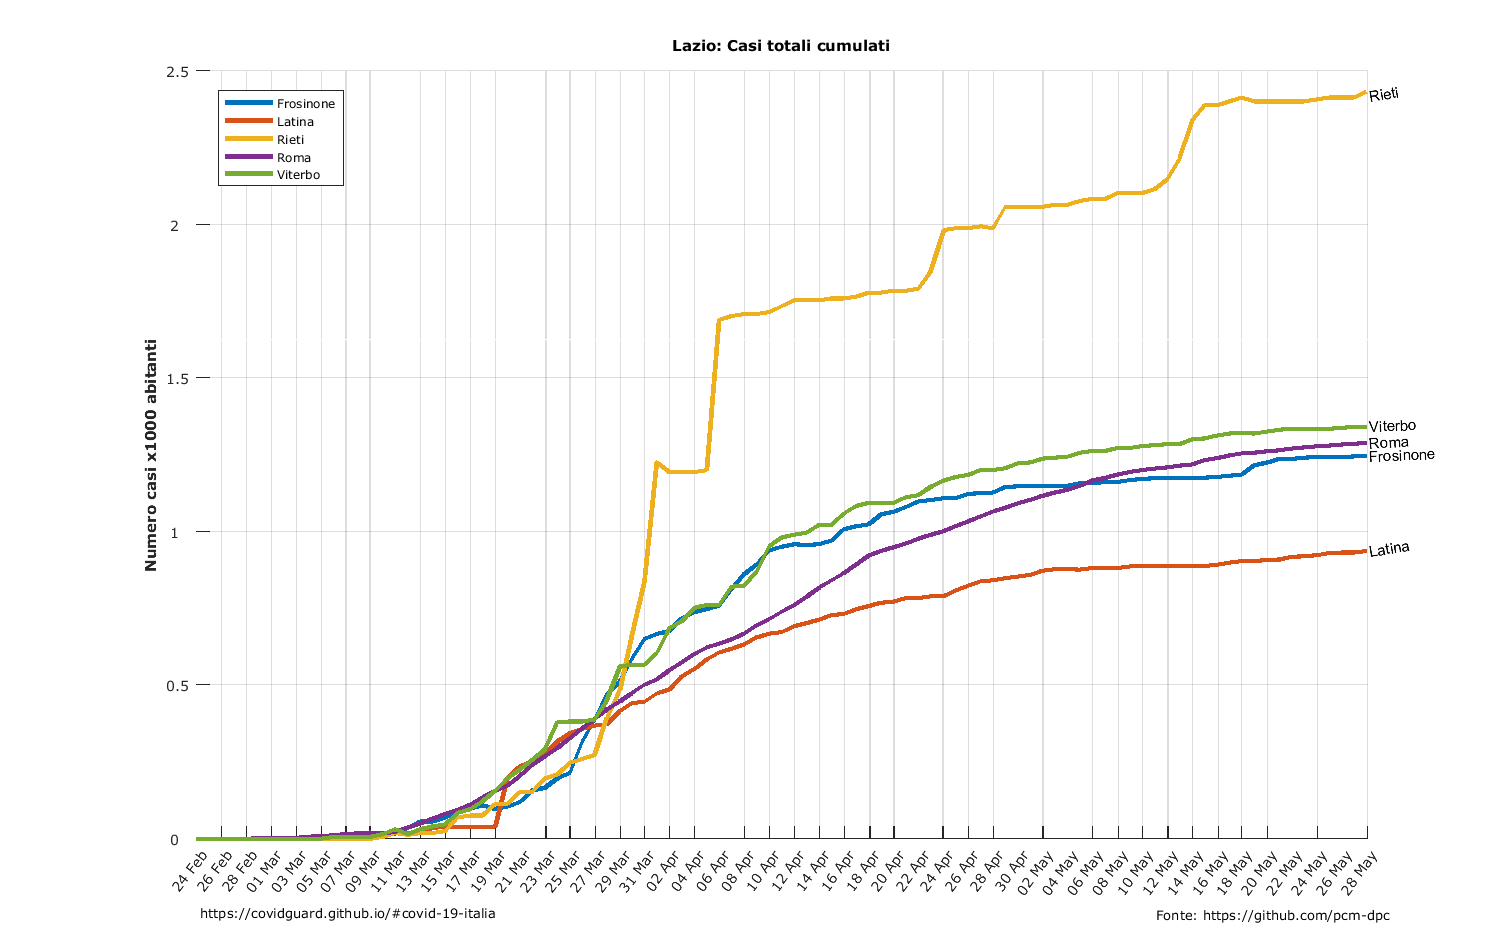 Lazio: Casi totali cumulati
Numero casi x1000 abitanti
2.5
2
1.5
1
0.5
0
Frosinone
Latina
Rieti
Roma
Viterbo
Rieti
Viterbo
Roma
Frosinone
Latina
24 Feb
26 Feb
28 Feb
01 Mar
03 Mar
05 Mar
07 Mar
09 Mar
11 Mar
13 Mar
15 Mar
17 Mar
19 Mar
21 Mar
23 Mar
25 Mar
27 Mar
29 Mar
31 Mar
02 Apr
04 Apr
06 Apr
08 Apr
10 Apr
12 Apr
14 Apr
16 Apr
18 Apr
20 Apr
22 Apr
24 Apr
26 Apr
28 Apr
30 Apr
02 May
04 May
06 May
08 May
10 May
12 May
14 May
16 May
18 May
20 May
22 May
24 May
26 May
28 May
https://covidguard.github.io/#covid-19-italia
Fonte: https://github.com/pcm-dpc